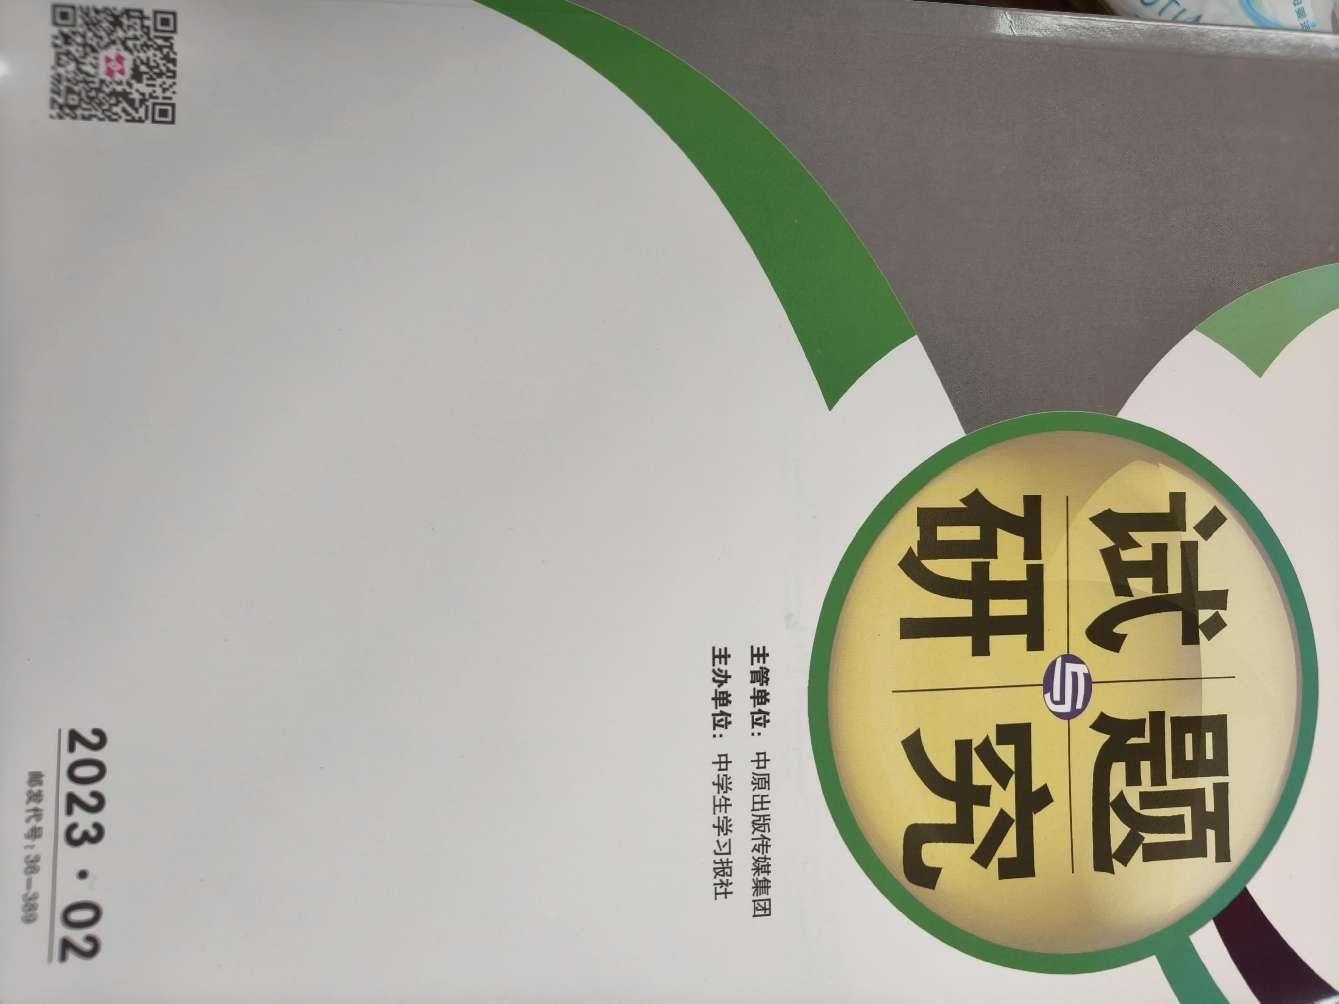 试题
与
研究
主管单位：中原出版传媒集团
主办单位：中学生学习报社
2023·02
邮发代号：36-389